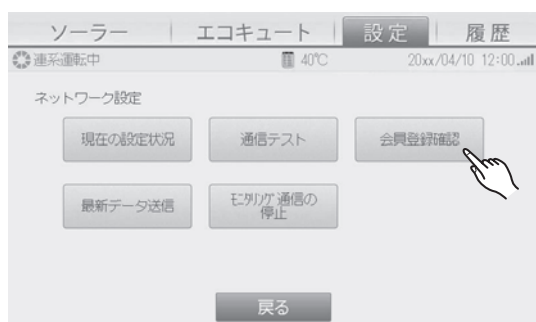 ソーラー エコキュート 設定 履歴
連系運転中 40℃ 20xx/04/10 12:00
ネットワーク設定
現在の設定状況 通信テスト 会員登録確認
最新データ送信 ﾓﾆﾀﾘﾝｸﾞ通信の
停止
戻る